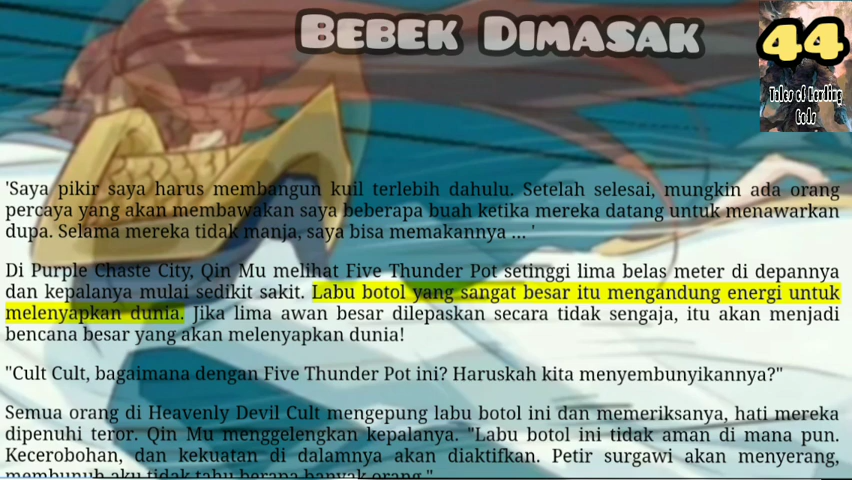 BEBEK DIMASAK
44
Tales of Herding
Gods
'Saya pikir saya harus membangun kuil terlebih dahulu. Setelah selesai, mungkin ada orang
percaya yang akan membawakan saya beberapa buah ketika mereka datang untuk menawarkan
dupa. Selama mereka tidak manja, saya bisa memakannya ... '
Di Purple Chaste City, Qin Mu melihat Five Thunder Pot setinggi lima belas meter di depannya
dan kepalanya mulai sedikit sakit. Labu botol yang sangat besar itu mengandung energi untuk
melenyapkan dunia. Jika lima awan besar dilepaskan secara tidak sengaja, itu akan menjadi
bencana besar yang akan melenyapkan dunia!
"Cult Cult, bagaimana dengan Five Thunder Pot ini? Haruskah kita menyembunyikannya?"
Semua orang di Heavenly Devil Cult mengepung labu botol ini dan memeriksanya, hati mereka
dipenuhi teror. Qin Mu menggelengkan kepalanya. "Labu botol ini tidak aman di mana pun.
Kecerobohan, dan kekuatan di dalamnya akan diaktifkan. Petir surgawi akan menyerang,
membunuh aku tidak tahu berapa banyak orang."